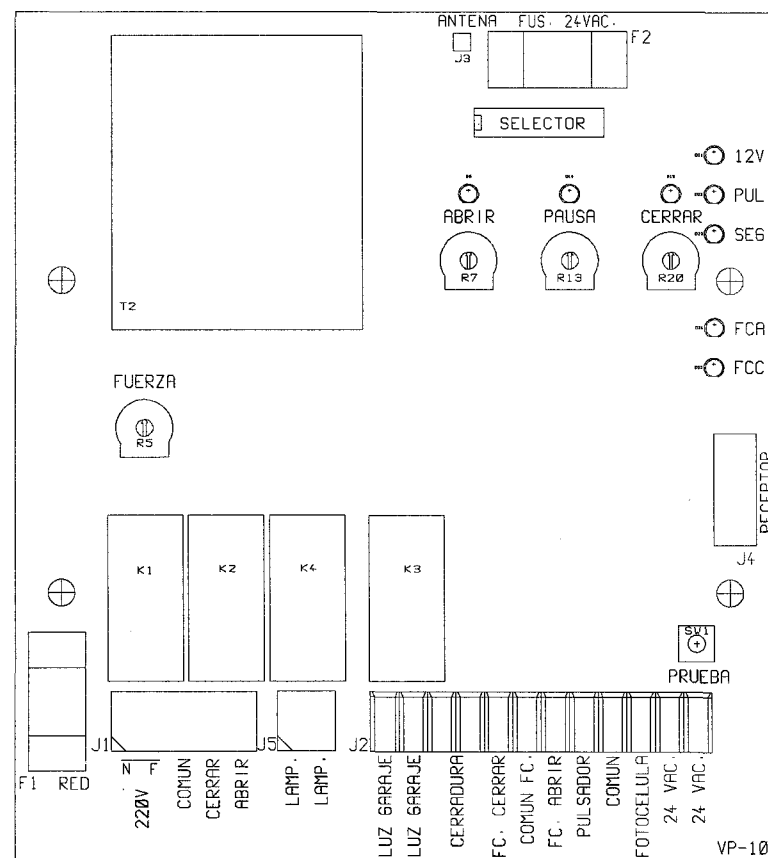 ANTENA FUS. 24VAC.
J3
F2
SELECTOR
12V
PUL
SEG
ABRIR PAUSA CERRAR
R7 R13 R20
T2
FCA
FCC
FUERZA
R5
RECEPTOR
J4
K1 K2 K4 K3
SW1
PRUEBA
J1
J5
J2
F1 RED
N F
220V
COMUN
CERRAR
ABRIR
LAMP.
LAMP.
LUZ GARAJE
LUZ GARAJE
CERRADURA
FC. CERRAR
COMUN FC.
FC. ABRIR
PULSADOR
COMUN
FOTOCELULA
24 VAC.
24 VAC.
VP-10